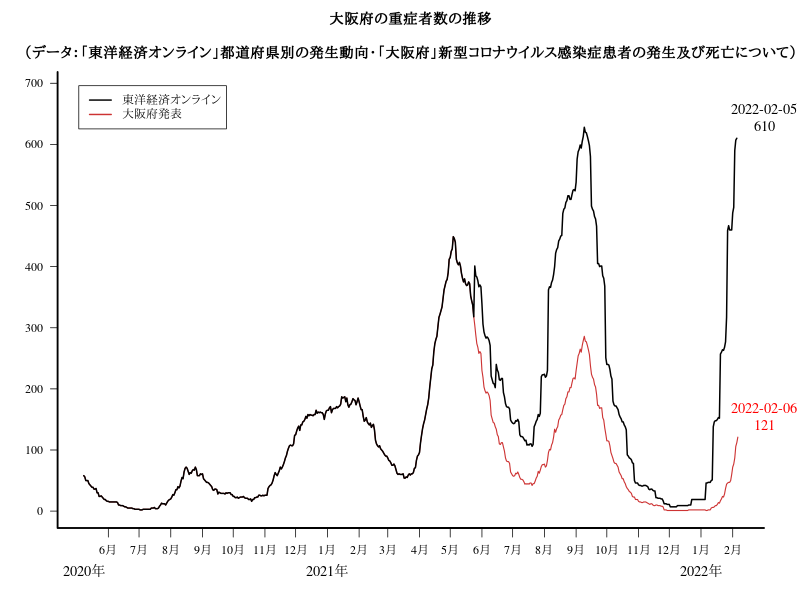 大阪府の重症者数の推移
(データ:「東洋経済オンライン」都道府県別の発生動向・「大阪府」新型コロナウイルス感染症患者の発生及び死亡について)
700
600
500
400
300
200
100
0
東洋経済オンライン
大阪府発表
2022-02-05
610
2022-02-06
121
6月 7月 8月 9月 10月 11月 12月 1月 2月 3月 4月 5月 6月 7月 8月 9月 10月 11月 12月 1月 2月
2020年 2021年 2022年